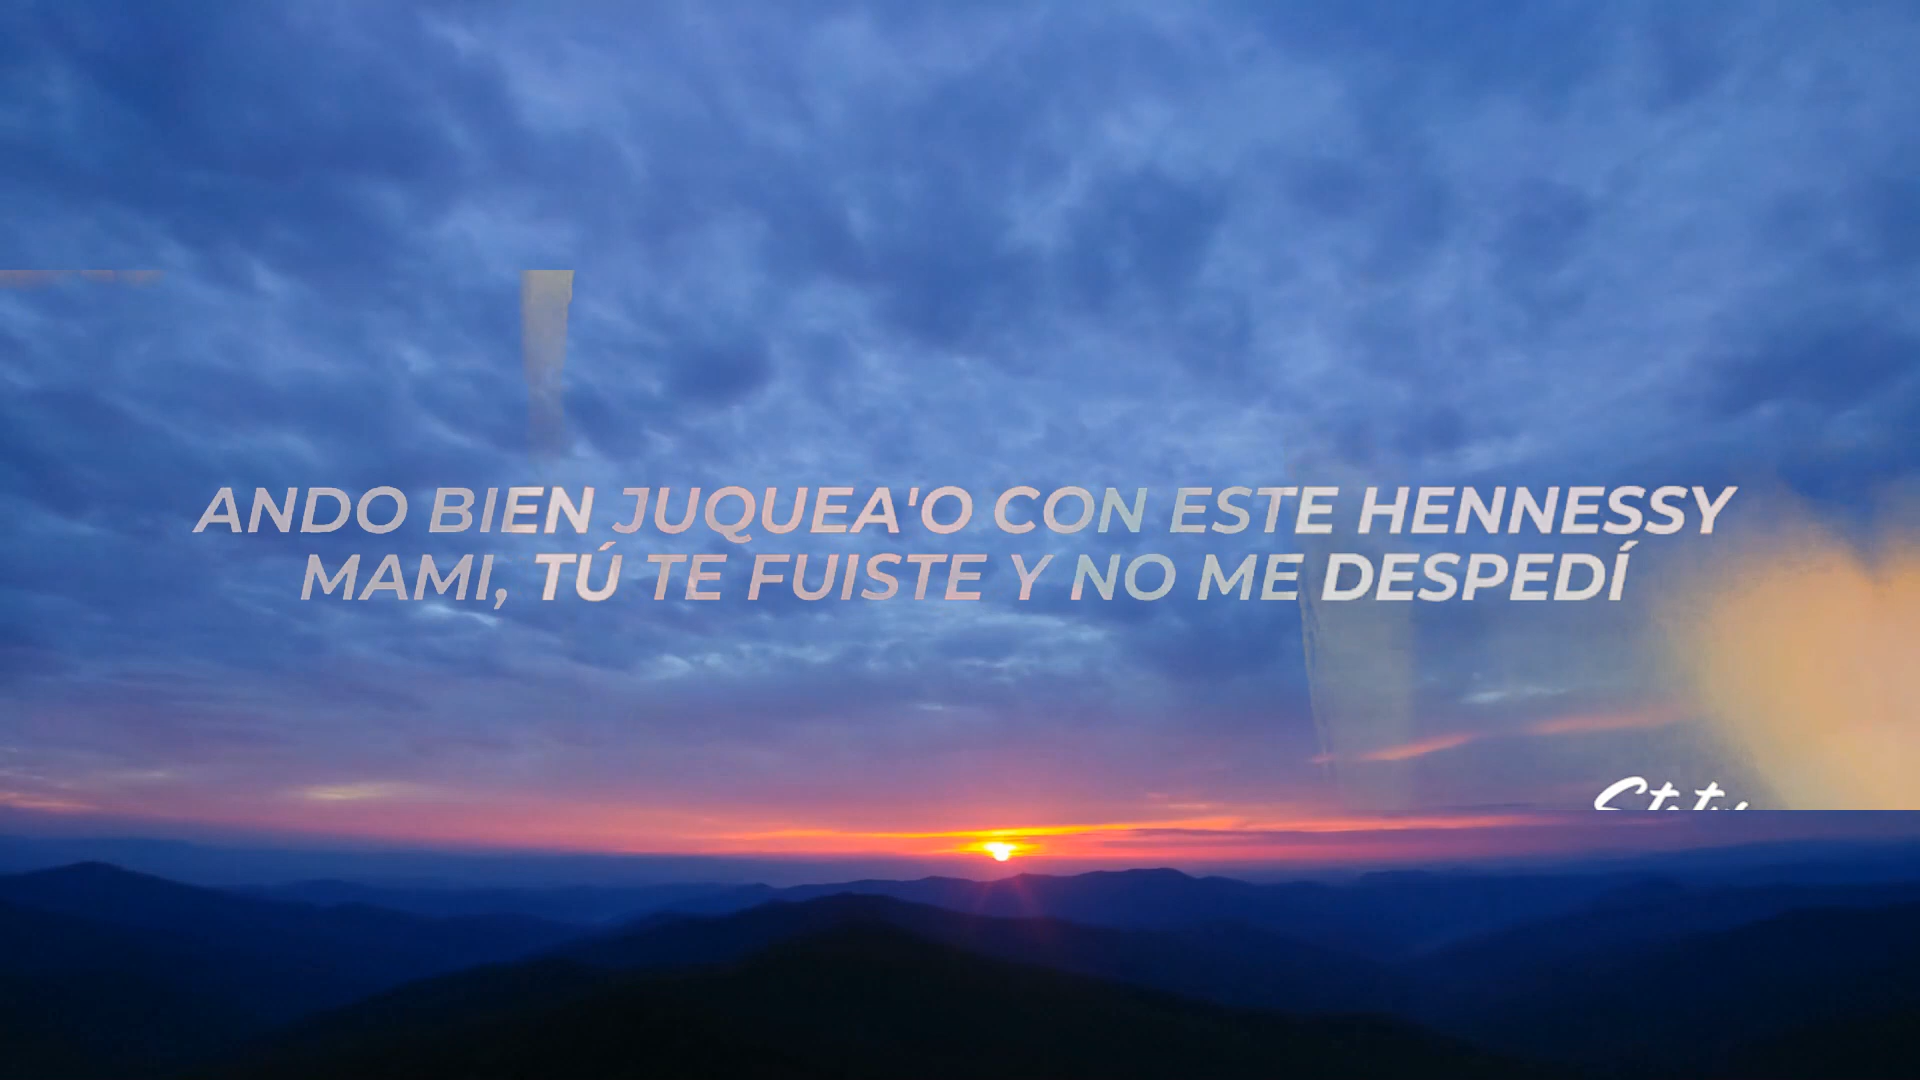 ANDO BIEN JUQUEA'O CON ESTE HENNESSY
MAMI, TÚ TE FUISTE Y NO ME DESPEDÍ